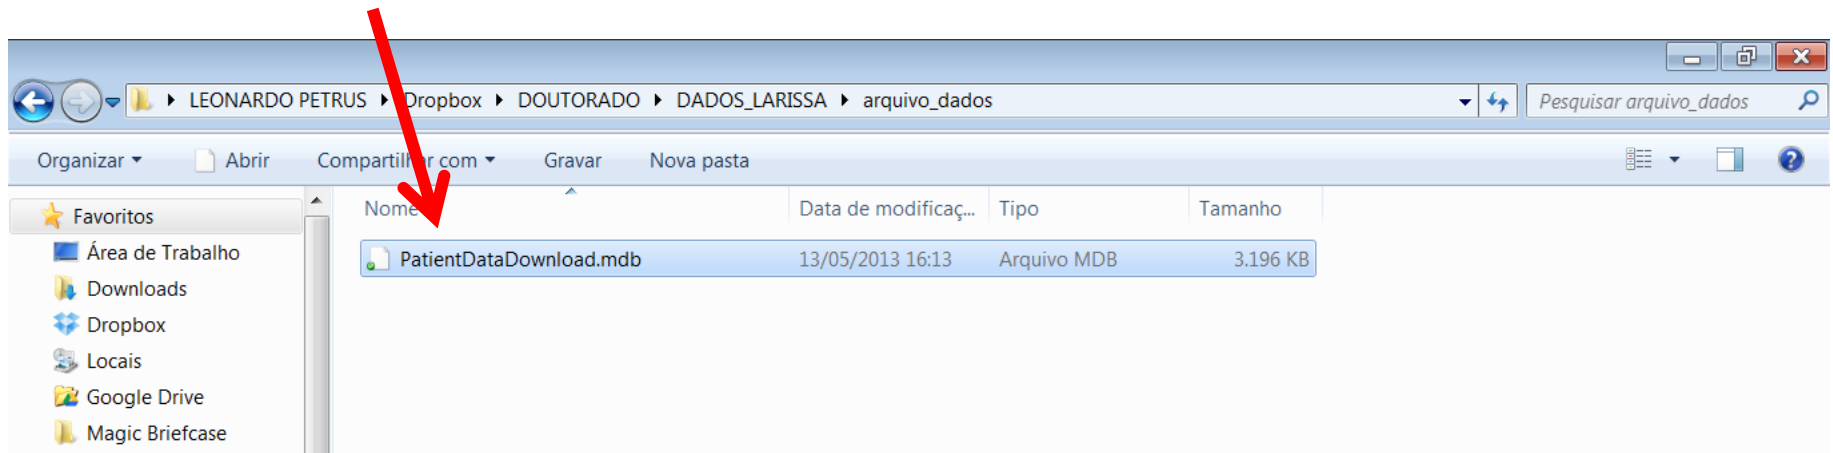 LEONARDO PETRUS Dropbox DOUTORADO DADOS_LARISSA arquivo_dados Pesquisar arquivo_dados
Organizar Abrir Compartilhar com Gravar Nova pasta
Nome Data de modificaç... Tipo Tamanho
PatientDataDownload.mdb 13/05/2013 16:13 Arquivo MDB 3.196 KB
Favoritos
Área de Trabalho
Downloads
Dropbox
Locais
Google Drive
Magic Briefcase